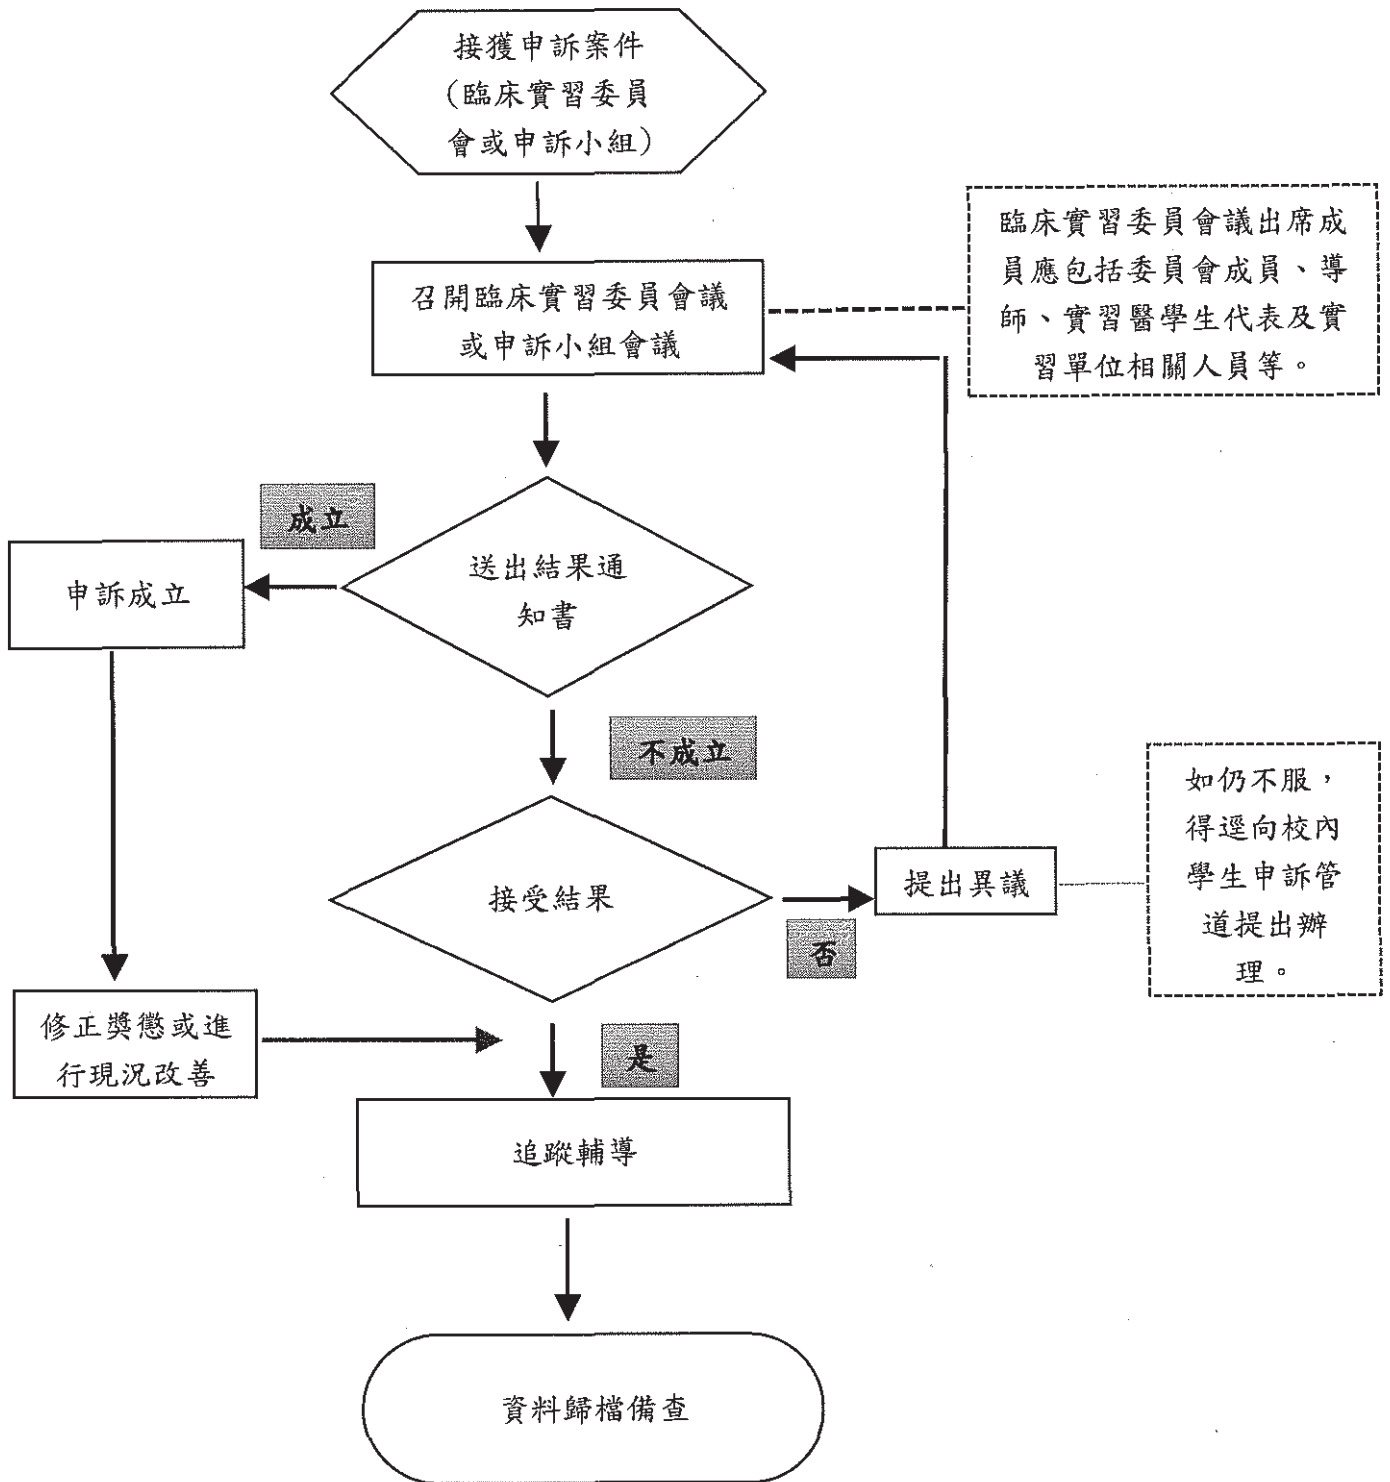 接獲申訴案件
(臨床實習委員
會或申訴小組)
召開臨床實習委員會議
或申訴小組會議
臨床實習委員會議出席成
員應包括委員會成員、導
師、實習醫學生代表及實
習單位相關人員等。
成立
申訴成立
送出結果通
知書
不成立
接受結果
否
提出異議
如仍不服，
得逕向校內
學生申訴管
道提出辦
理。
修正獎懲或進
行現況改善
是
追蹤輔導
資料歸檔備查